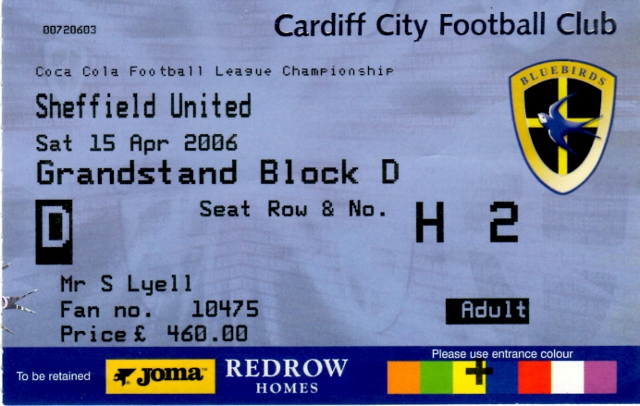 Cardiff City Football Club
00720603
Coca Cola Football League Championship
BLUEBIRDS
Sheffield United
Sat 15 Apr 2006
Grandstand Block D
D
Seat Row & No. H 2
Mr S Lyell
Fan no. 10475
Adult
Price £ 460.00
Please use entrance colour
To be retained
Joma
REDROW
HOMES